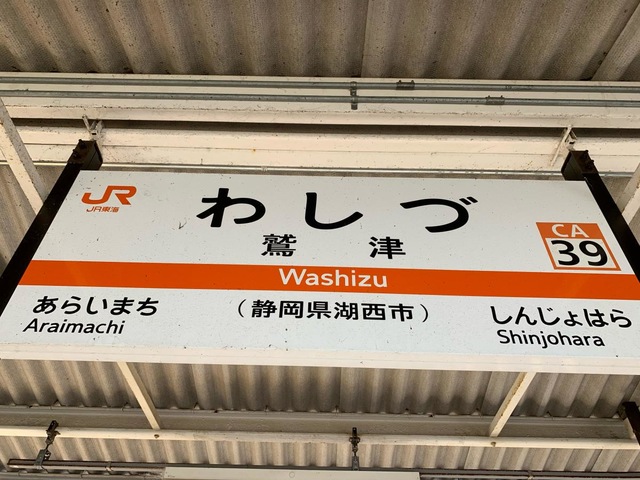 JR
JR東海
わしづ
鷲津
CA
39
Washizu
あらいまち
Araimachi
(静岡県湖西市)
しんじょはら
Shinjohara